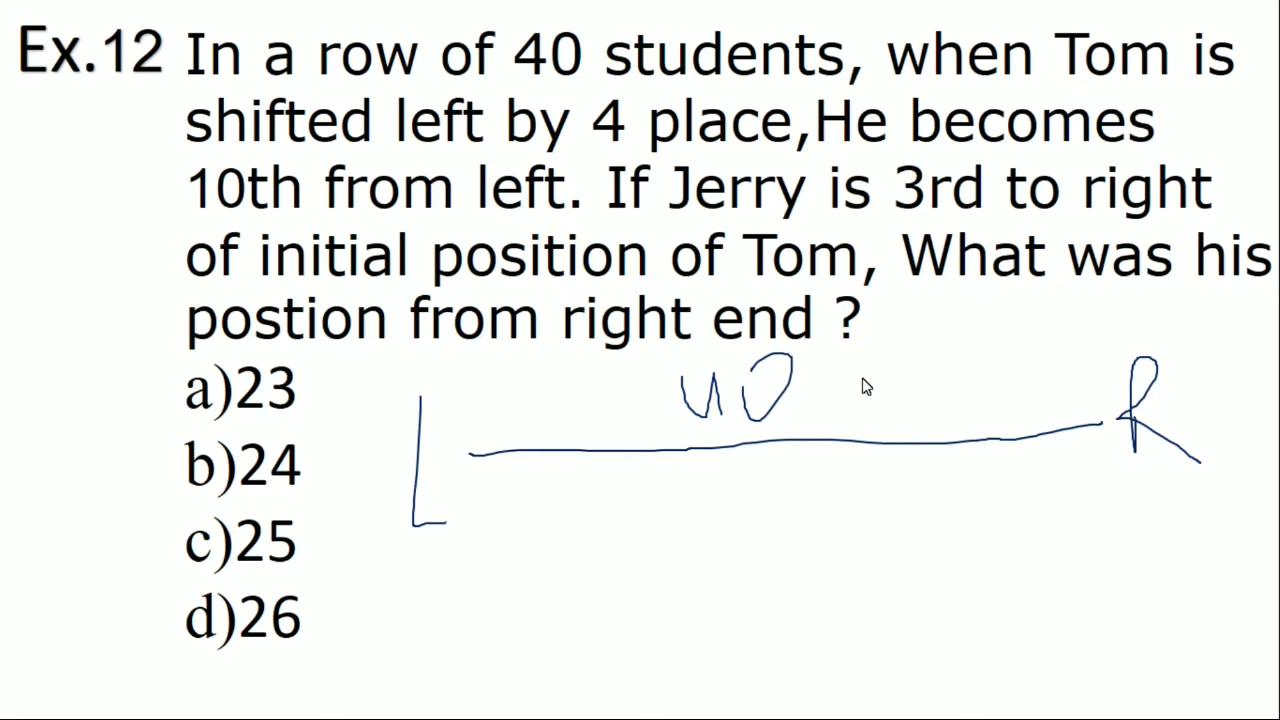 Ex.12 In a row of 40 students, when Tom is
shifted left by 4 place,He becomes
10th from left. If Jerry is 3rd to right
of initial position of Tom, What was his
postion from right end ?
a)23
b)24
c)25
d)26
L 40 R